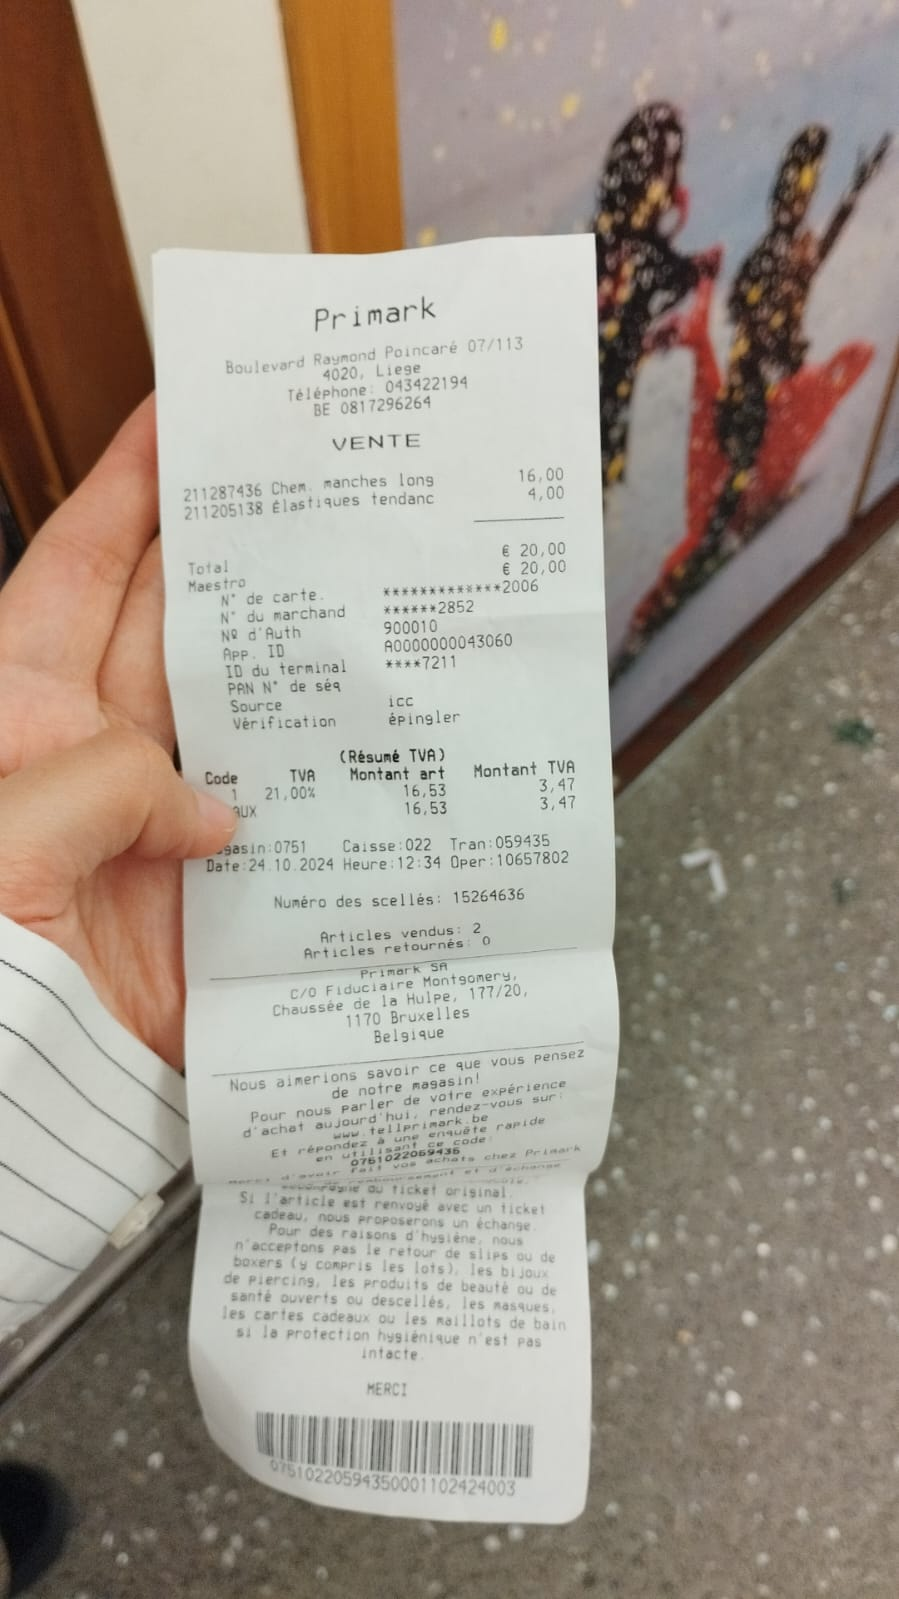 Primark
Boulevard Raymond Poincaré 07/113
4020, Liege
Téléphone: 043422194
BE 0817296264
VENTE
211287436 Chem. manches long 16,00
211205138 Élastiques tendanc 4,00
Total € 20,00
Maestro € 20,00
N° de carte. *************2006
N° du marchand ******2852
Nº d'Auth 900010
App. ID A0000000043060
ID du terminal ****7211
PAN N° de séq
Source icc
Vérification épingler
(Résumé TVA)
Code TVA Montant art Montant TVA
1 21,00% 16,53 3,47
16,53 3,47
Caisse:022 Tran:059435
Date:24.10.2024 Heure:12:34 Oper:10657802
Numéro des scellés: 15264636
Articles vendus: 2
Articles retournés: 0
Primark SA
C/O Fiduciaire Montgomery,
Chaussée de la Hulpe, 177/20,
1170 Bruxelles
Belgique
Nous aimerions savoir ce que vous pensez
de notre magasin!
Pour nous parler de votre expérience
d'achat aujourd'hui, rendez-vous sur:
www.tellprimark.be
Et répondez à une enquête rapide
en utilisant ce code:
Merci d'avoir fait vos achats chez Primark
du ticket original.
Si l'article est renvoyé avec un ticket
cadeau, nous proposerons un échange.
Pour des raisons d'hygiène, nous
n'acceptons pas le retour de slips ou de
boxers (y compris les lots), les bijoux
de piercing, les produits de beauté ou de
santé ouverts ou descellés, les masques,
les cartes cadeaux ou les maillots de bain
si la protection hygiénique n'est pas
intacte.
MERCI
07510220594350001102424003